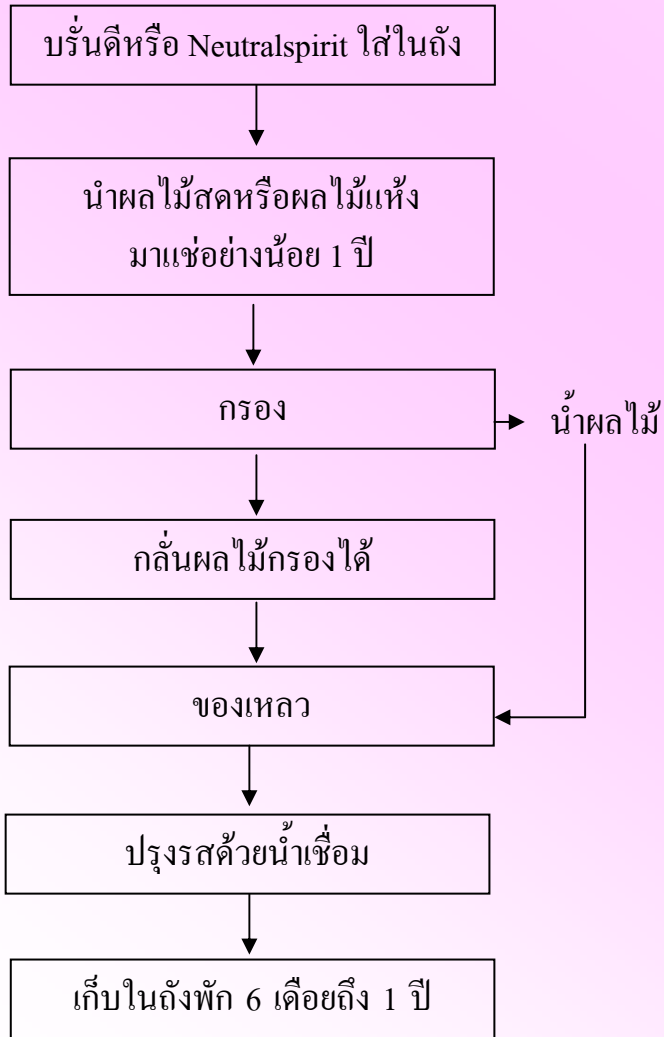 บรั่นดีหรือ Neutralspirit ใส่ในถัง
นำผลไม้สดหรือผลไม้แห้ง
มาแช่อย่างน้อย 1 ปี
กรอง
น้ำผลไม้
กลั่นผลไม้กรองได้
ของเหลว
ปรุงรสด้วยน้ำเชื่อม
เก็บในถังพัก 6 เดือยถึง 1 ปี